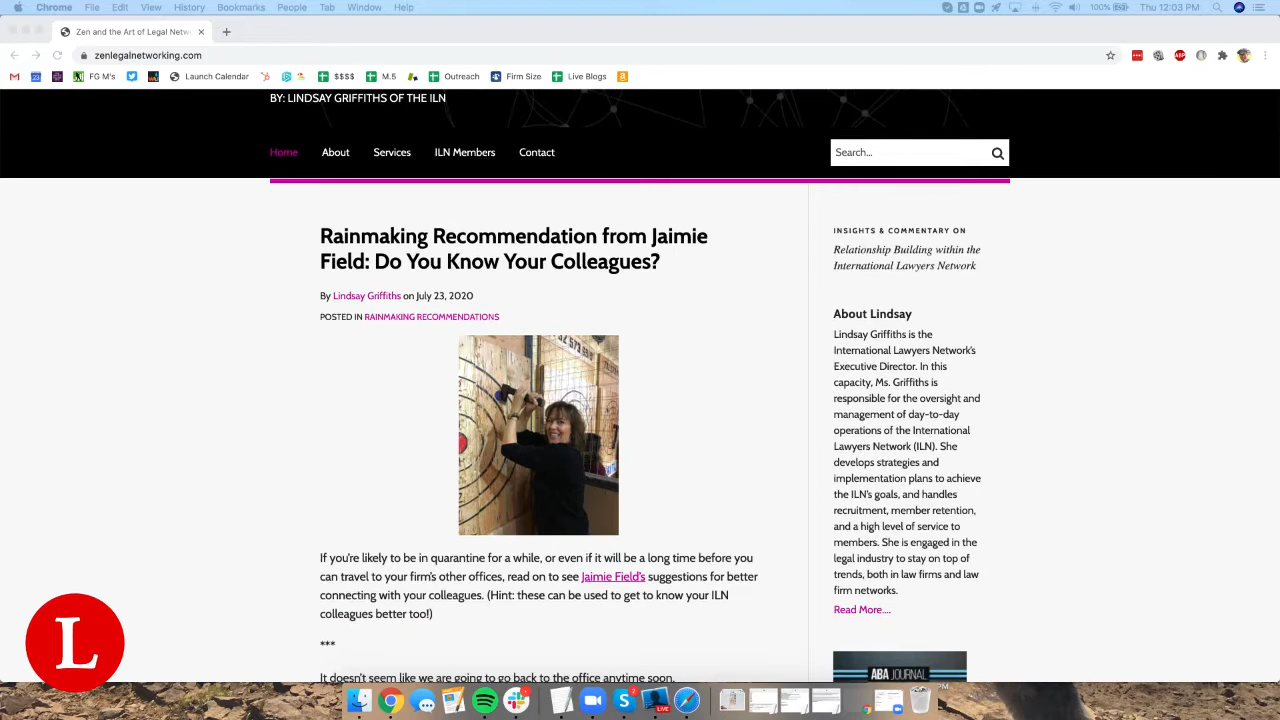 Chrome File Edit View History Bookmarks People Tab Window Help 100% Thu 12:03 PM
Zen and the Art of Legal Netw
zenlegalnetworking.com
FG M's Launch Calendar $$$$ M.5 Outreach Firm Size Live Blogs
BY: LINDSAY GRIFFITHS OF THE ILN
Home About Services ILN Members Contact Search...
Rainmaking Recommendation from Jaimie
Field: Do You Know Your Colleagues?
By Lindsay Griffiths on July 23, 2020
POSTED IN RAINMAKING RECOMMENDATIONS
If you're likely to be in quarantine for a while, or even if it will be a long time before you
can travel to your firm's other offices, read on to see Jaimie Field's suggestions for better
connecting with your colleagues. (Hint: these can be used to get to know your ILN
colleagues better too!)
***
It doesn't seem like we are going to go back to the office anytime soon.
INSIGHTS & COMMENTARY ON
Relationship Building within the
International Lawyers Network
About Lindsay
Lindsay Griffiths is the
International Lawyers Network's
Executive Director. In this
capacity, Ms. Griffiths is
responsible for the oversight and
management of day-to-day
operations of the International
Lawyers Network (ILN). She
develops strategies and
implementation plans to achieve
the ILN's goals, and handles
recruitment, member retention,
and a high level of service to
members. She is engaged in the
legal industry to stay on top of
trends, both in law firms and law
firm networks.
Read More....
ABA JOURNAL
L
LIVE
PM